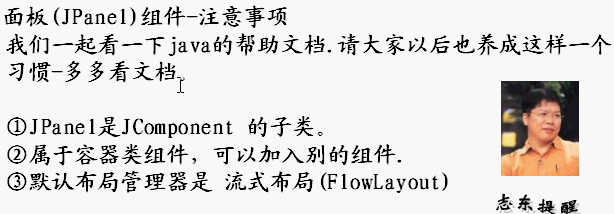 面板(JPanel)组件-注意事项
我们一起看一下java的帮助文档.请大家以后也养成这样一个
习惯-多多看文档。
①JPanel是JComponent 的子类。
②属于容器类组件，可以加入别的组件.
③默认布局管理器是 流式布局(FlowLayout)
志东提醒